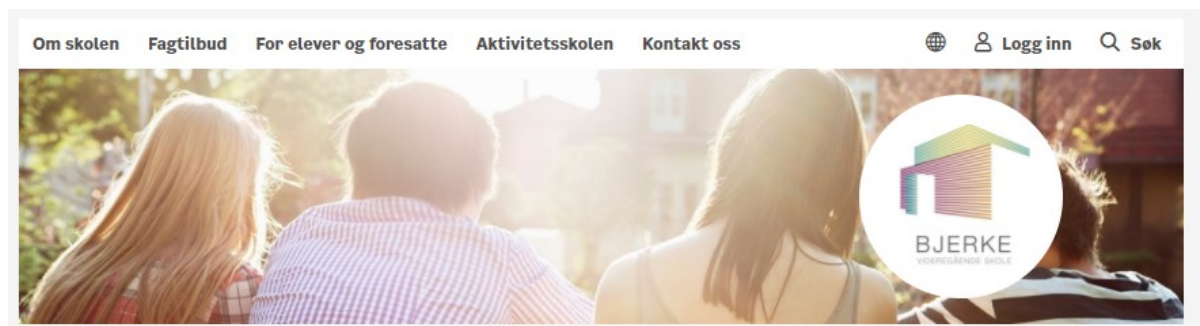 Om skolen Fagtilbud For elever og foresatte Aktivitetsskolen Kontakt oss Logg inn Søk
BJERKE
VIDEREGÅENDE SKOLE